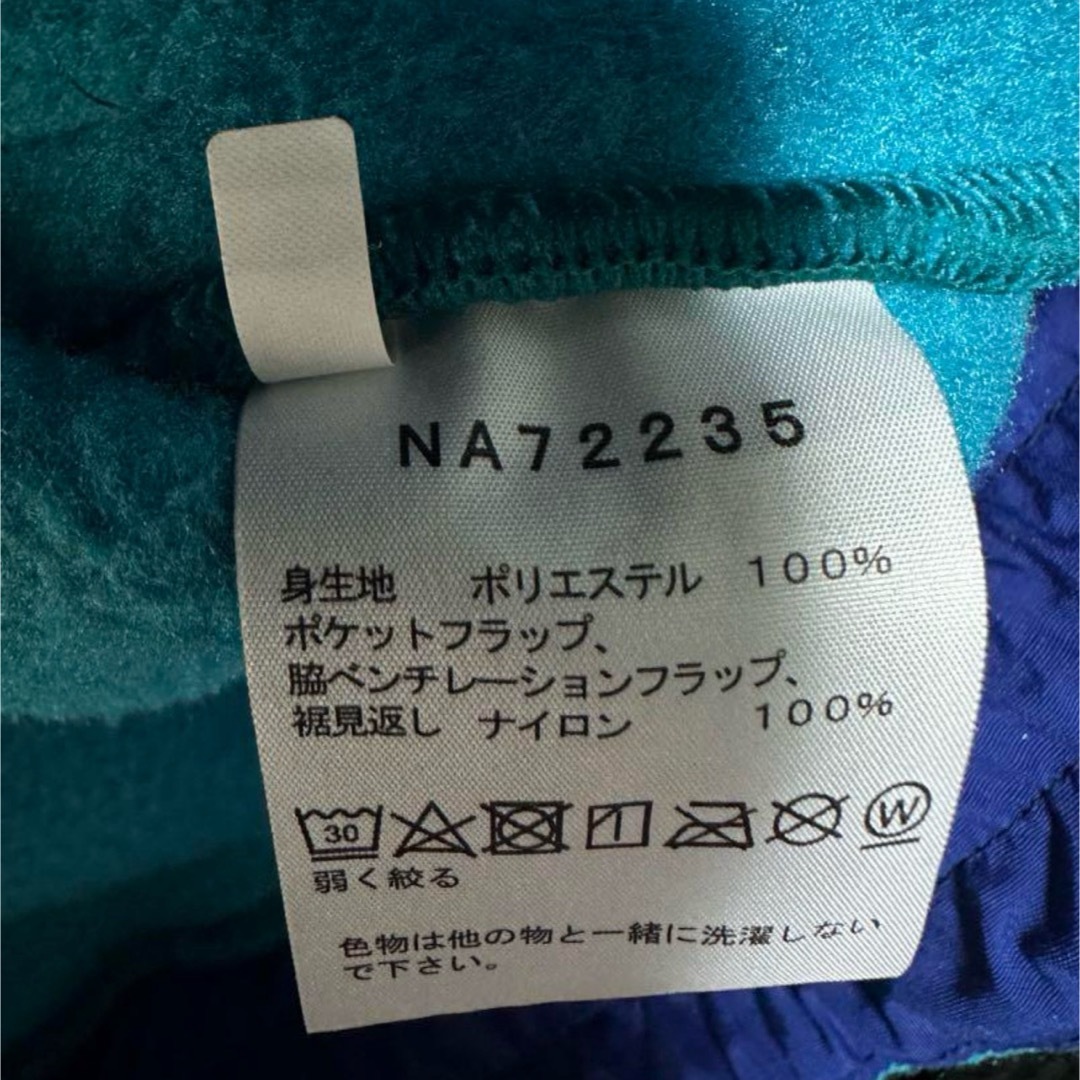 NA72235
身生地 ポリエステル 100%
ポケットフラップ、
脇ベンチレーションフラップ、
裾見返し ナイロン 100%
30 W
弱く絞る
色物は他の物と一緒に洗濯しない
で下さい。